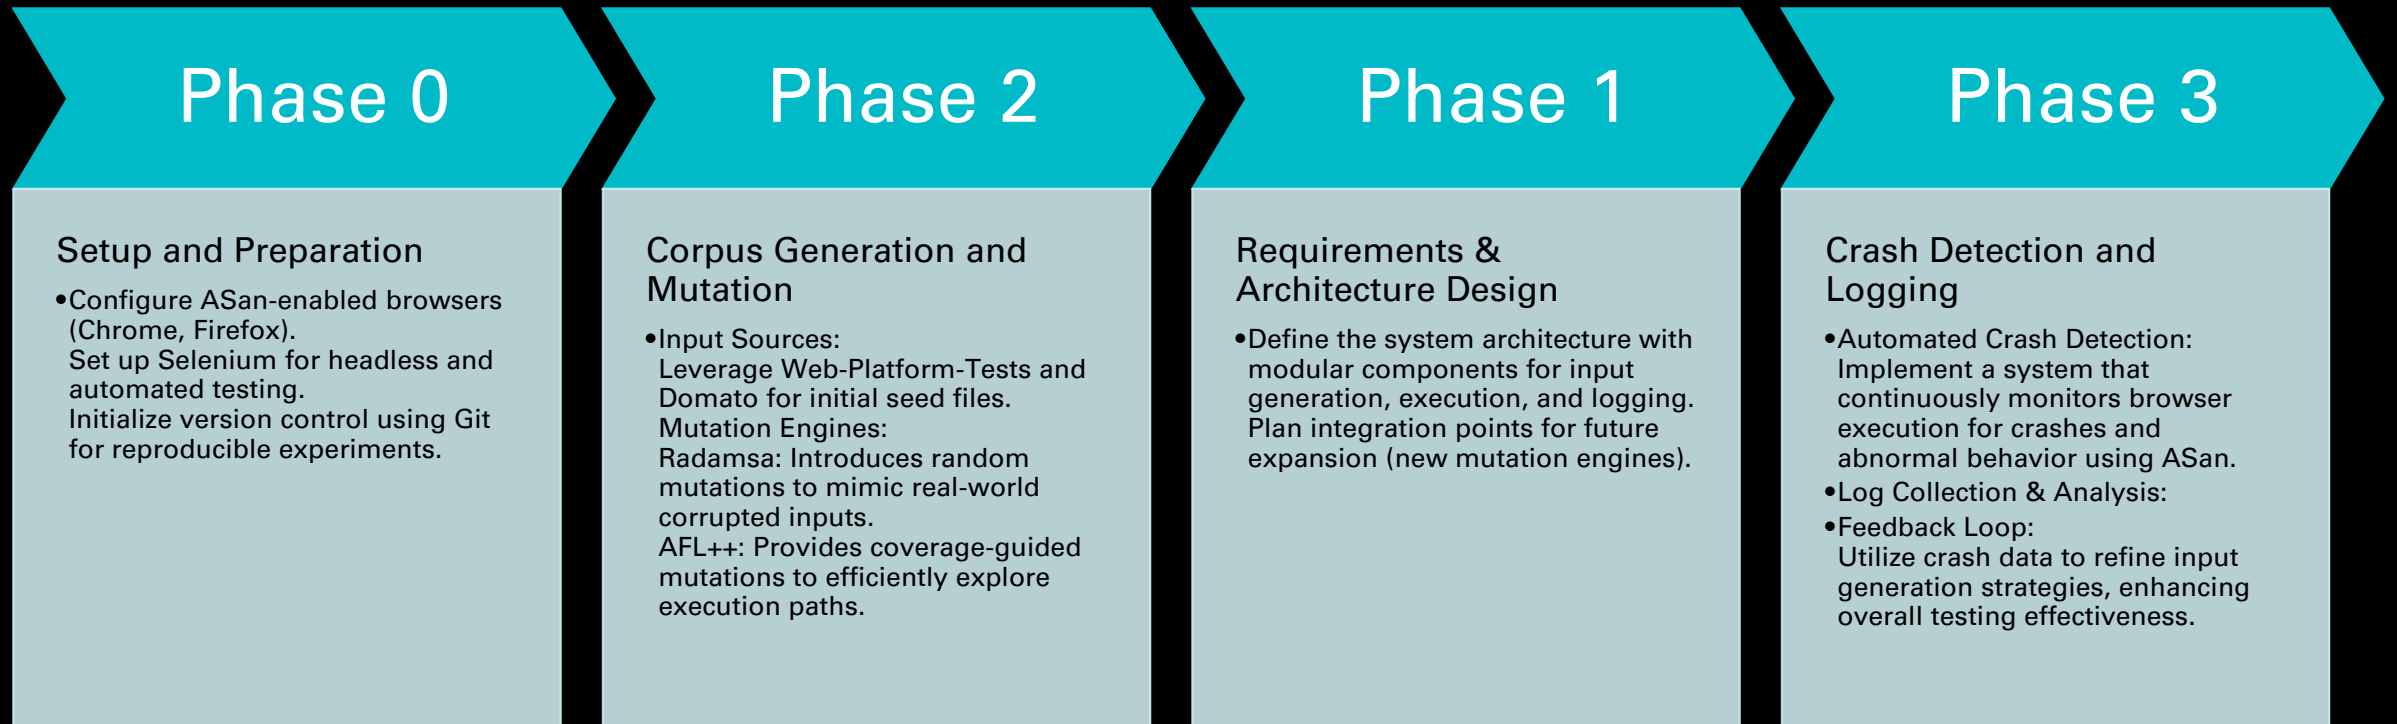 Phase 0
Setup and Preparation
•Configure ASan-enabled browsers
(Chrome, Firefox).
Set up Selenium for headless and
automated testing.
Initialize version control using Git
for reproducible experiments.
Phase 2
Corpus Generation and
Mutation
•Input Sources:
Leverage Web-Platform-Tests and
Domato for initial seed files.
Mutation Engines:
Radamsa: Introduces random
mutations to mimic real-world
corrupted inputs.
AFL++: Provides coverage-guided
mutations to efficiently explore
execution paths.
Phase 1
Requirements &
Architecture Design
•Define the system architecture with
modular components for input
generation, execution, and logging.
Plan integration points for future
expansion (new mutation engines).
Phase 3
Crash Detection and
Logging
•Automated Crash Detection:
Implement a system that
continuously monitors browser
execution for crashes and
abnormal behavior using ASan.
•Log Collection & Analysis:
•Feedback Loop:
Utilize crash data to refine input
generation strategies, enhancing
overall testing effectiveness.